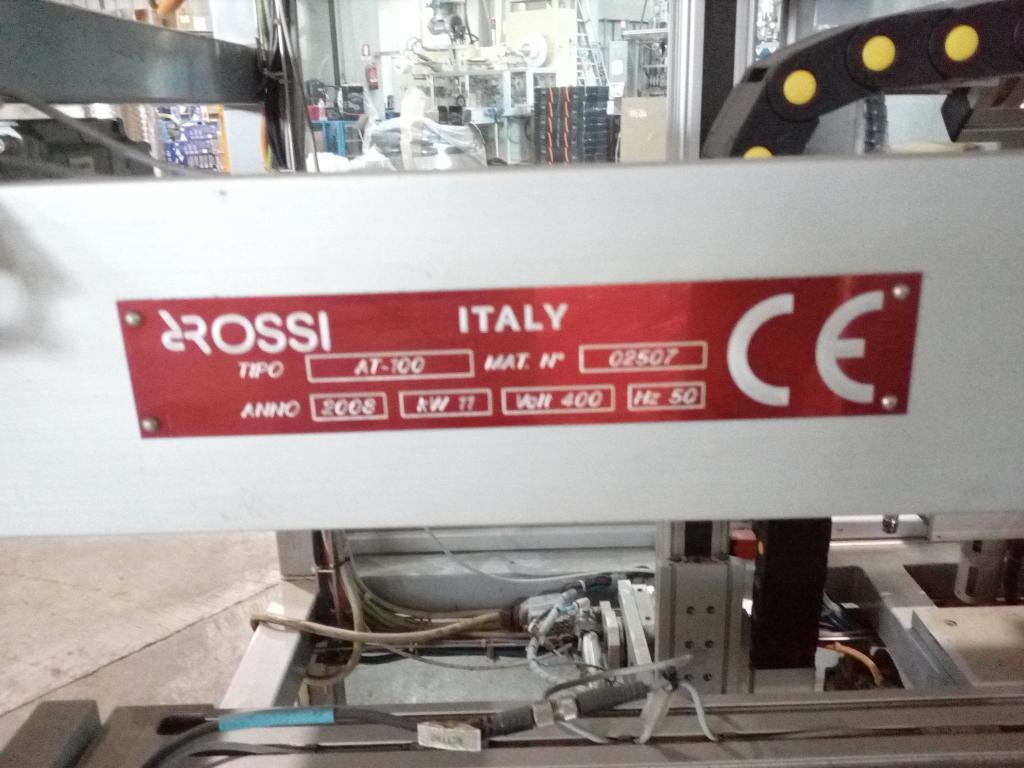 ROSSI ITALY
TIPO AT-100 MAT. N° 02507
ANNO 2008 kW 11 Volt 400 Hz 50
CE